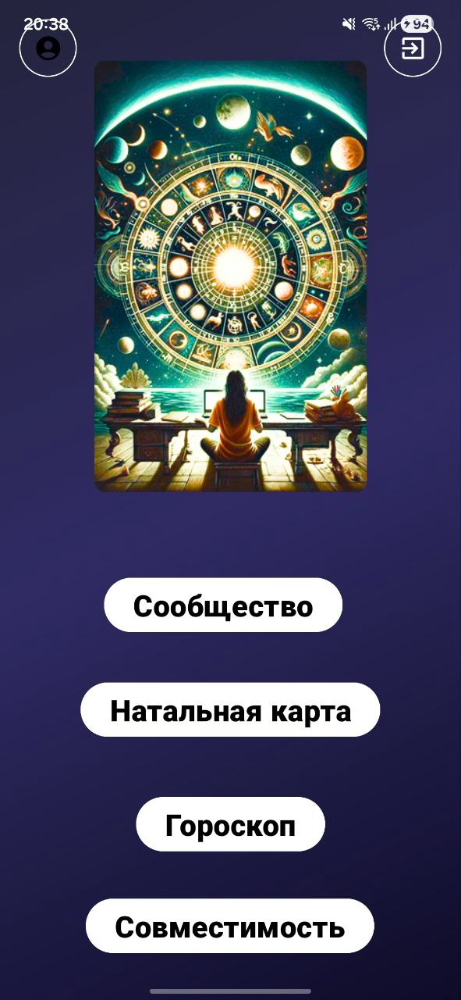 20:38
94
Сообщество
Натальная карта
Гороскоп
Совместимость